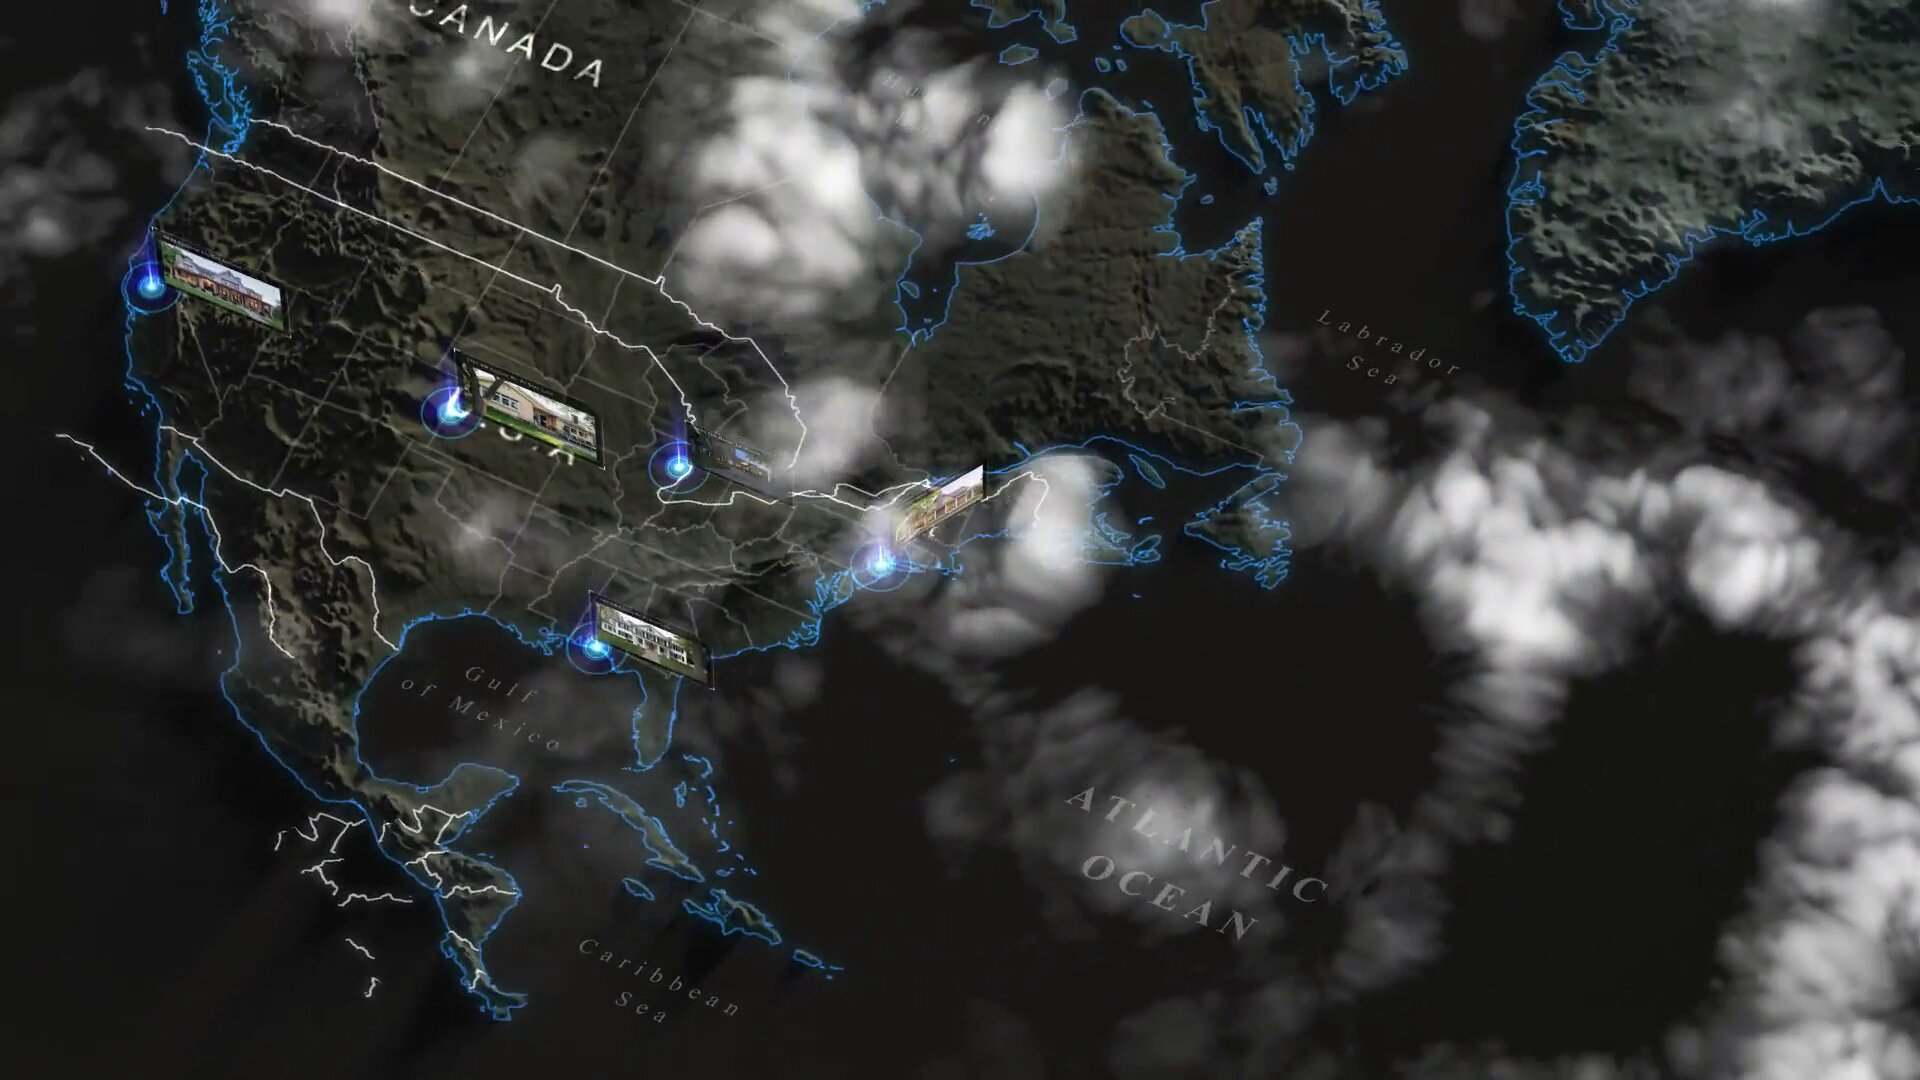 CANADA
Labrador
Sea
Gulf
of Mexico
ATLANTIC
OCEAN
Caribbean
Sea